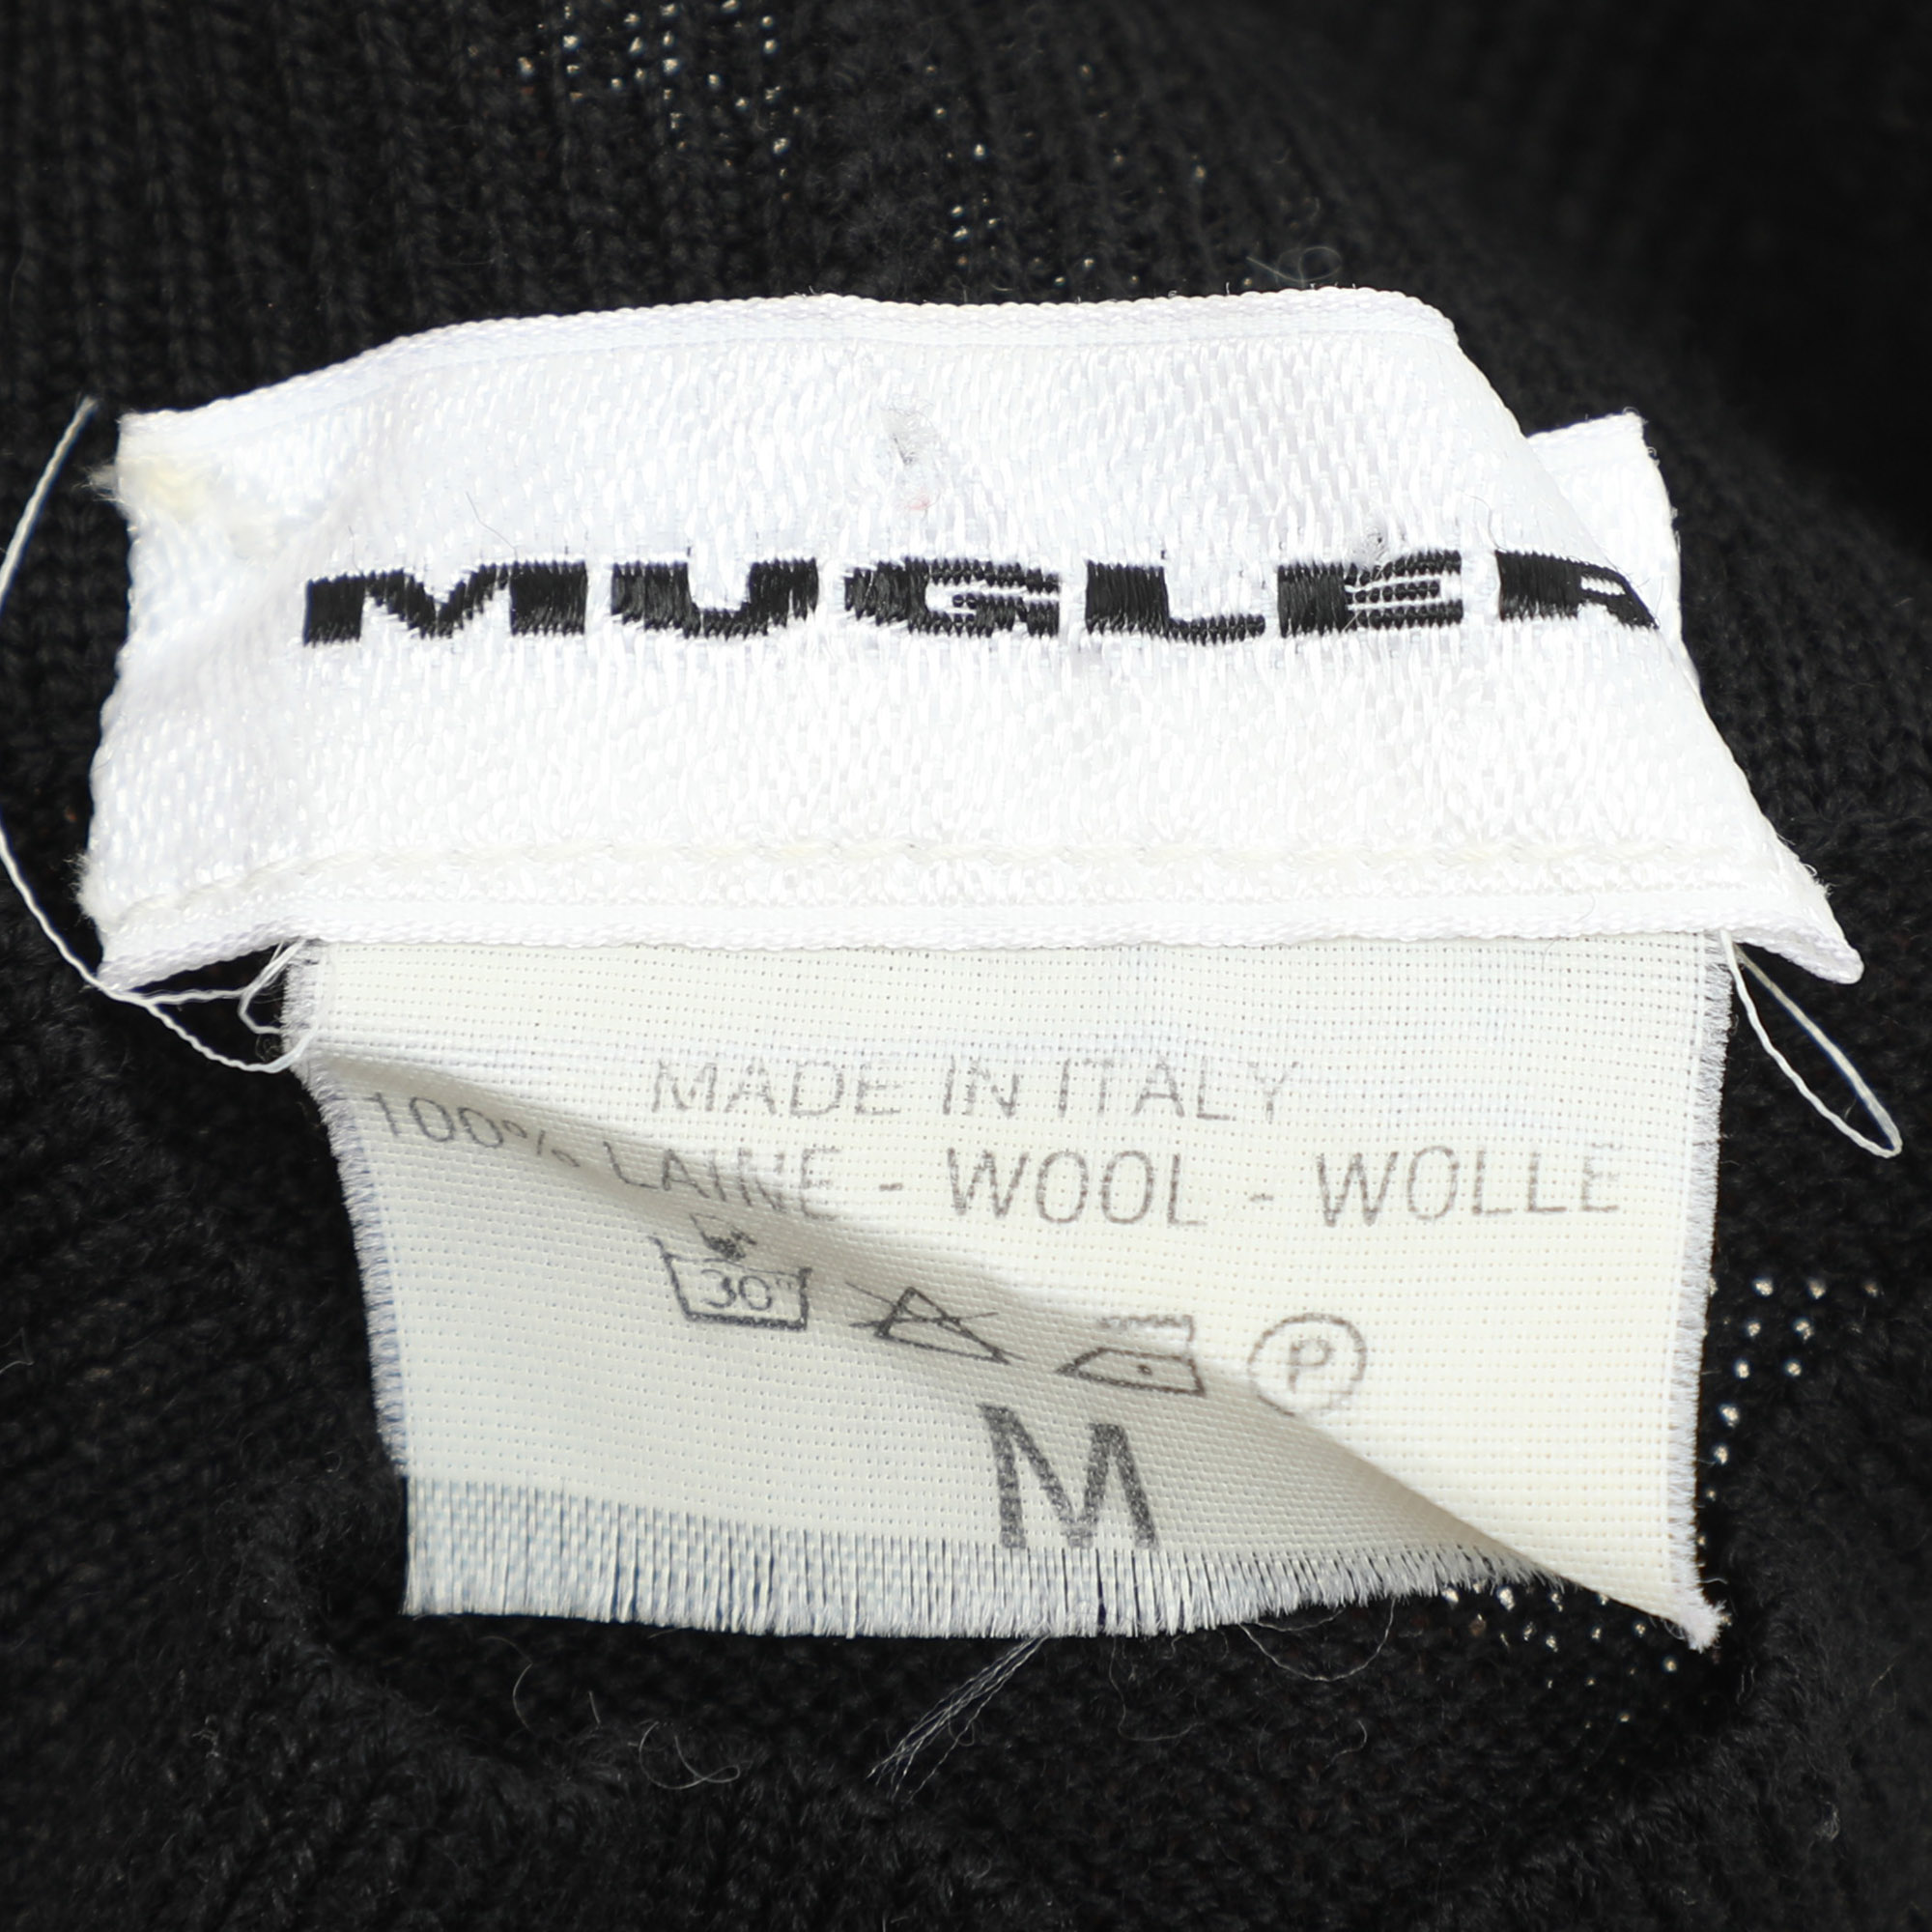 MUGLER
MADE IN ITALY
100% LAINE - WOOL - WOLLE
30°
P
M